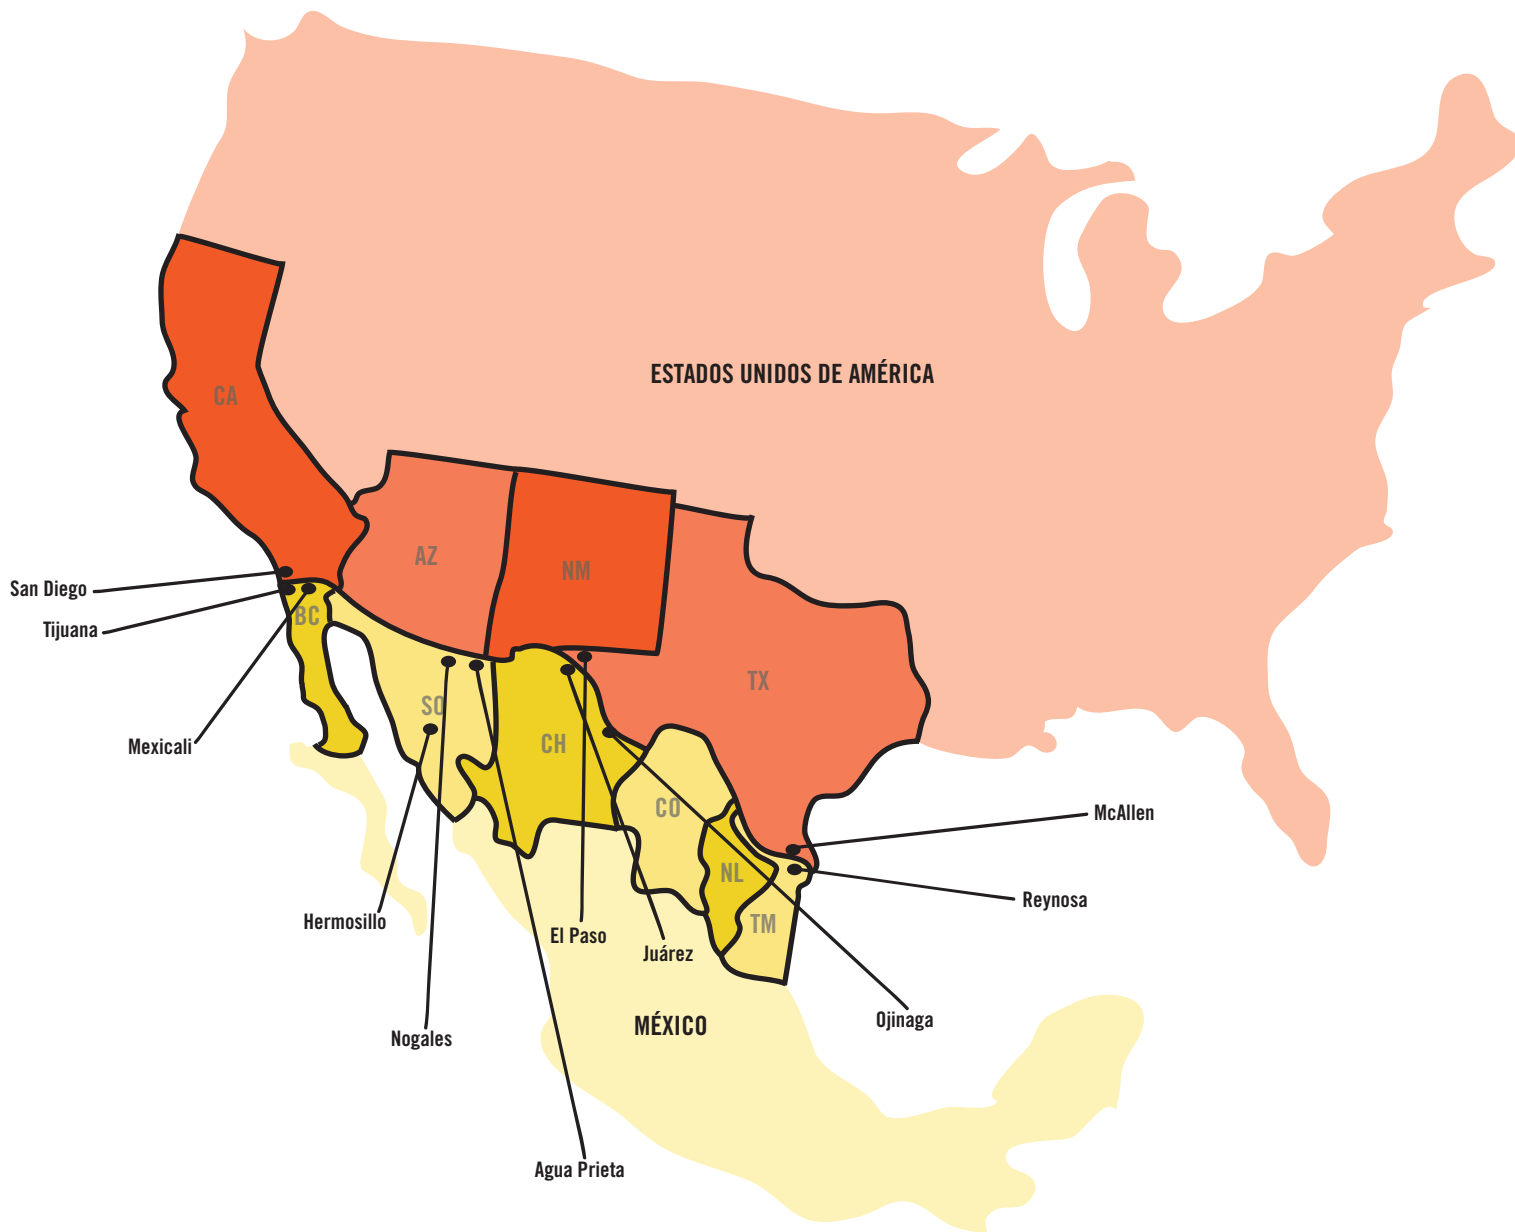 ESTADOS UNIDOS DE AMÉRICA
CA
AZ
NM
San Diego
BC
Tijuana
TX
SO
Mexicali
CH
CO
McAllen
NL
Reynosa
Hermosillo
TM
El Paso
Juárez
Ojinaga
MÉXICO
Nogales
Agua Prieta